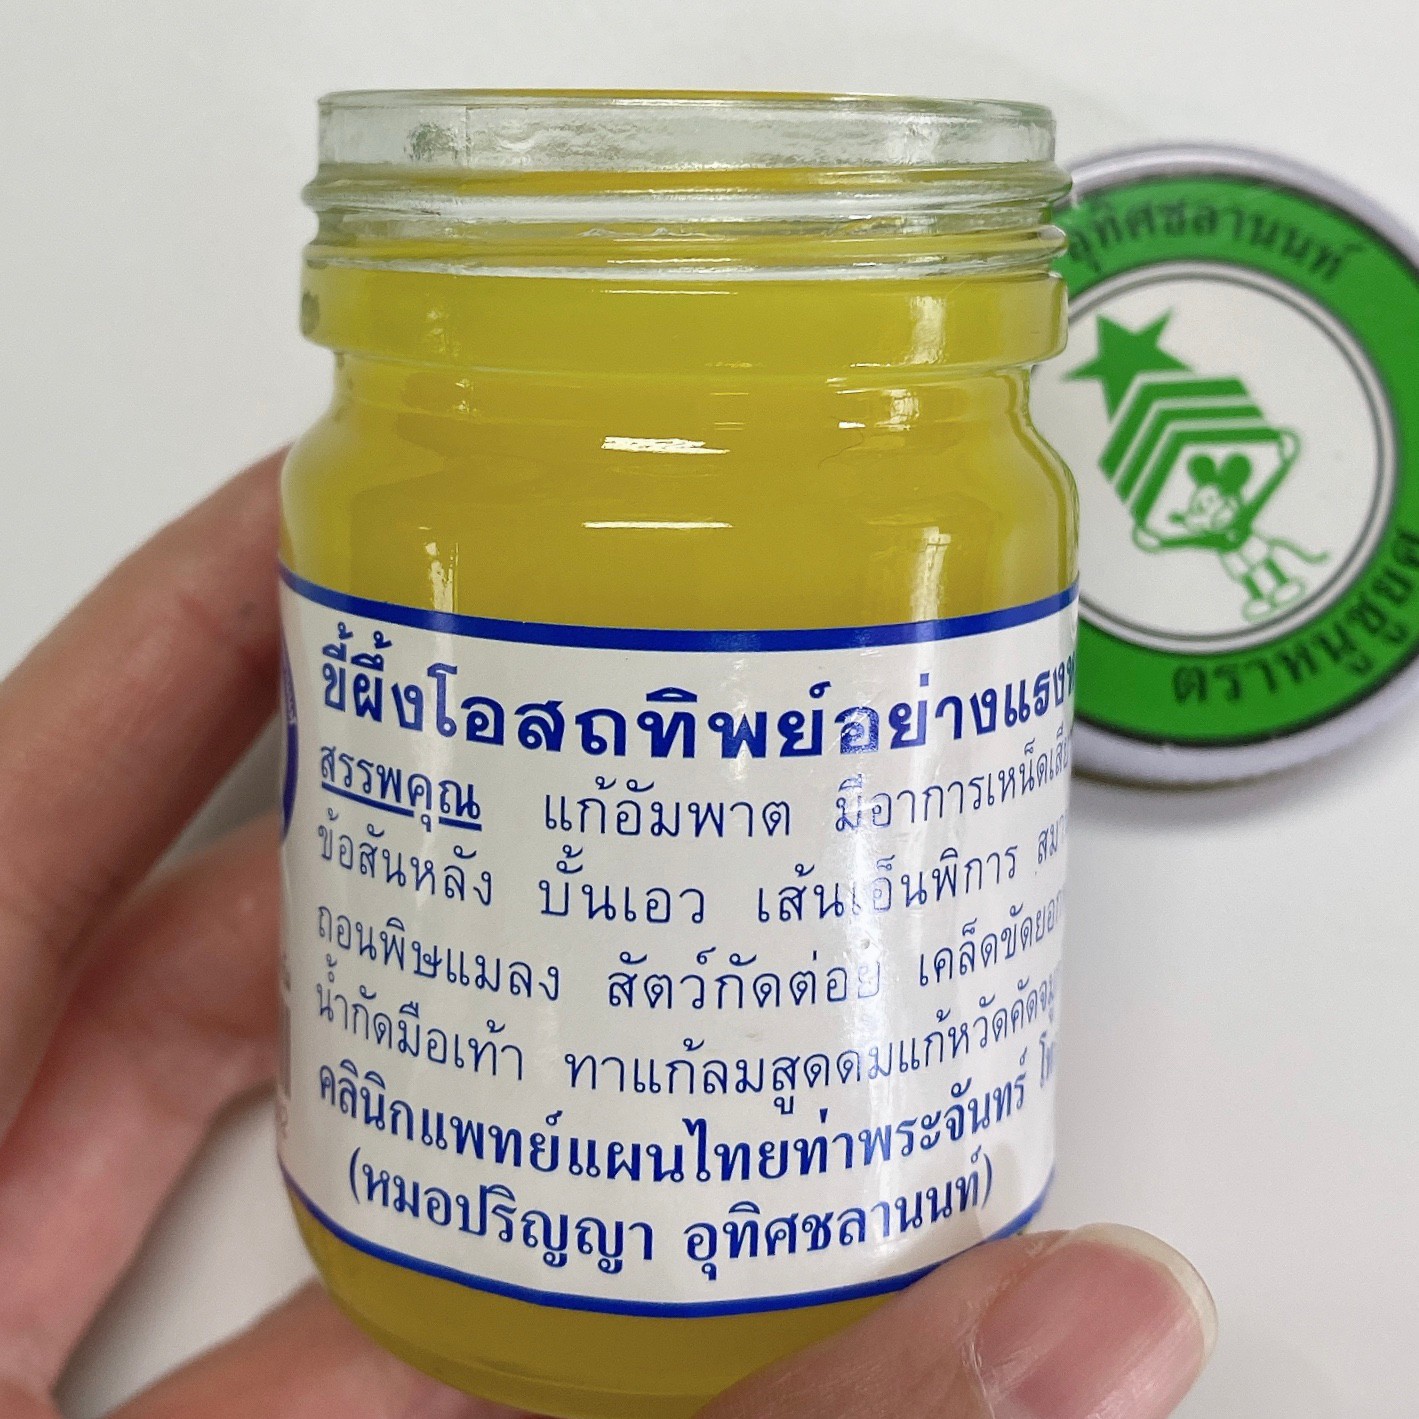 ขี้ผึ้งโอสถทิพย์อย่างแรง
สรรพคุณ แก้อัมพาต มีอาการเหน็ด
ข้อสันหลัง บั้นเอว เส้นเอ็นพิการ
ถอนพิษแมลง สัตว์กัดต่อย เคล็ดขัดยอก
น้ำกัดมือเท้า ทาแก้ลมสูดดมแก้หวัดคัดจมูก
คลินิกแพทย์แผนไทยท่าพระจันทร์
(หมอปริญญา อุทิศชลานนท์)
อุทิศชลานนท์
ตราหนูชูยศ